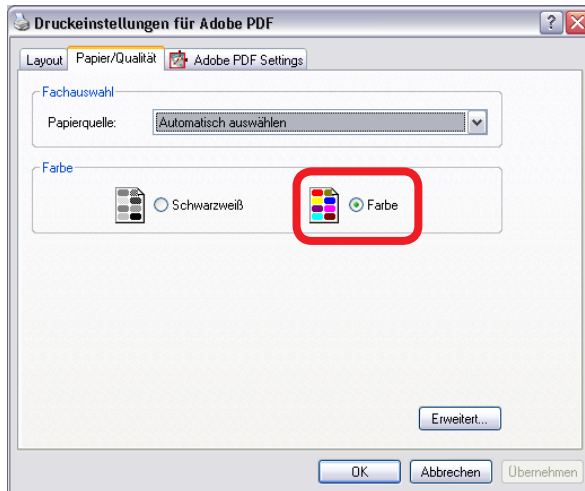 Druckeinstellungen für Adobe PDF
Layout Papier/Qualität Adobe PDF Settings
Fachauswahl
Papierquelle: Automatisch auswählen
Farbe
Schwarzweiß Farbe
Erweitert...
OK Abbrechen Übernehmen